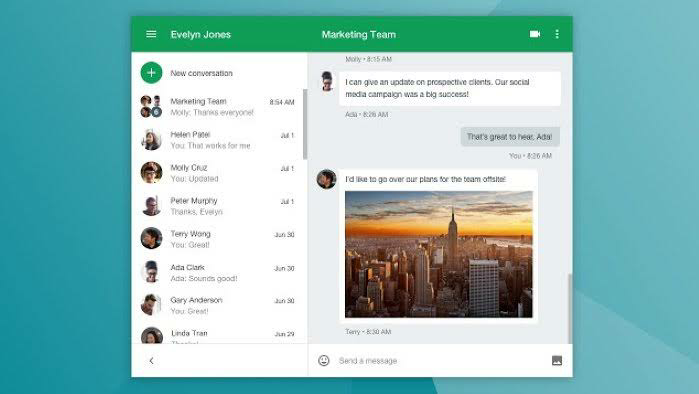 Evelyn Jones
New conversation
Marketing Team 8:54 AM
Molly: Thanks everyone!
Helen Patel Jul 1
You: That works for me
Molly Cruz Jul 1
You: Updated
Peter Murphy Jul 1
Thanks, Evelyn
Terry Wong Jun 30
You: Great!
Ada Clark Jun 30
Ada: Sounds good!
Gary Anderson Jun 30
You: Great!
Linda Tran Jun 29
Thanks!
Marketing Team
Molly • 8:15 AM
I can give an update on prospective clients. Our social
media campaign was a big success!
Ada • 8:26 AM
That's great to hear, Ada!
You • 8:26 AM
I'd like to go over our plans for the team offsite!
Terry • 8:30 AM
Send a message